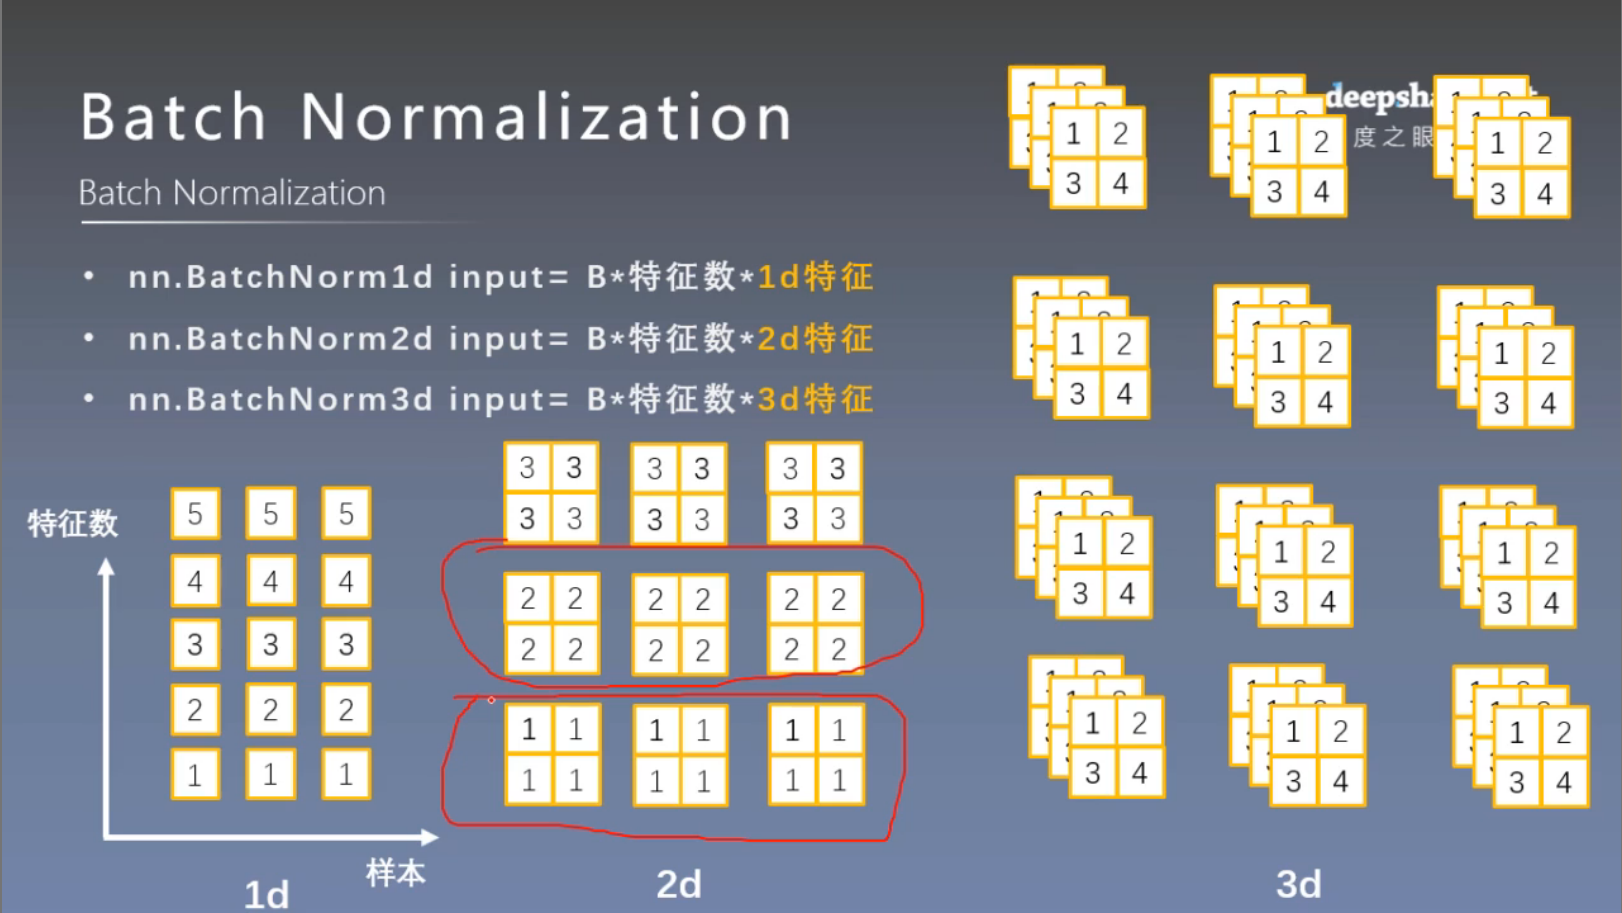 Batch Normalization
Batch Normalization
• nn.BatchNorm1d input= B*特征数*1d特征
• nn.BatchNorm2d input= B*特征数*2d特征
• nn.BatchNorm3d input= B*特征数*3d特征
特征数
5 5 5
4 4 4
3 3 3
2 2 2
1 1 1
样本
1d
3 3 3 3 3 3
3 3 3 3 3 3
2 2 2 2 2 2
2 2 2 2 2 2
1 1 1 1 1 1
1 1 1 1 1 1
2d
deepsha
度之眼
1 2 1 2 1 2
3 4 3 4 3 4
1 2 1 2 1 2
3 4 3 4 3 4
1 2 1 2 1 2
3 4 3 4 3 4
1 2 1 2 1 2
3 4 3 4 3 4
3d